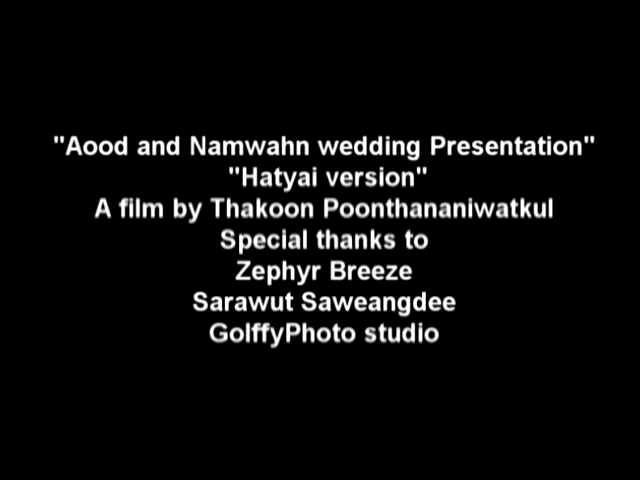 "Aood and Namwahn wedding Presentation"
"Hatyai version"
A film by Thakoon Poonthananiwatkul
Special thanks to
Zephyr Breeze
Sarawut Saweangdee
GolffyPhoto studio